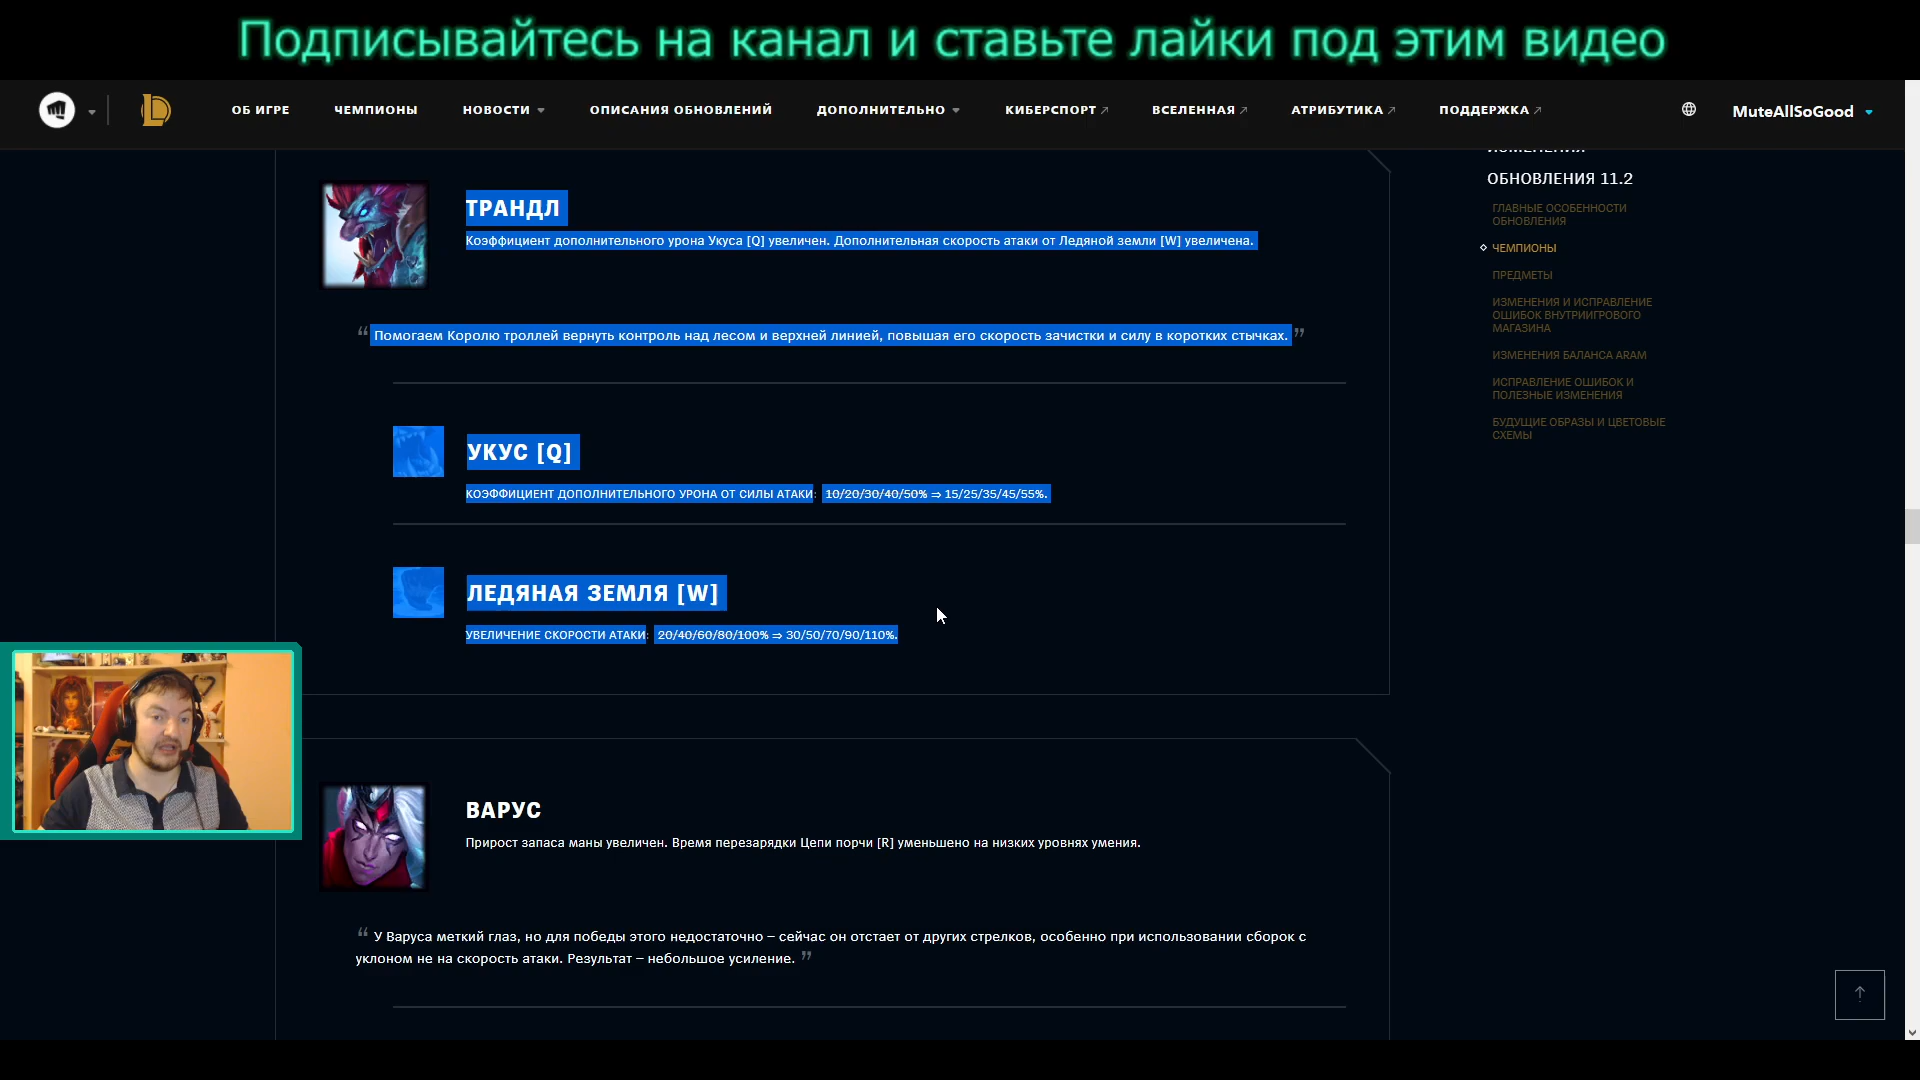 Подписывайтесь на канал и ставьте лайки под этим видео
ОБ ИГРЕ ЧЕМПИОНЫ НОВОСТИ ОПИСАНИЯ ОБНОВЛЕНИЙ ДОПОЛНИТЕЛЬНО КИБЕРСПОРТ ВСЕЛЕННАЯ АТРИБУТИКА ПОДДЕРЖКА MuteAllSoGood
ТРАНДЛ
Коэффициент дополнительного урона Укуса [Q] увеличен. Дополнительная скорость атаки от Ледяной земли [W] увеличена.
“ Помогаем Королю троллей вернуть контроль над лесом и верхней линией, повышая его скорость зачистки и силу в коротких стычках. ”
УКУС [Q]
КОЭФФИЦИЕНТ ДОПОЛНИТЕЛЬНОГО УРОНА ОТ СИЛЫ АТАКИ: 10/20/30/40/50% ⇒ 15/25/35/45/55%.
ЛЕДЯНАЯ ЗЕМЛЯ [W]
УВЕЛИЧЕНИЕ СКОРОСТИ АТАКИ: 20/40/60/80/100% ⇒ 30/50/70/90/110%.
ВАРУС
Прирост запаса маны увеличен. Время перезарядки Цепи порчи [R] уменьшено на низких уровнях умения.
“ У Варуса меткий глаз, но для победы этого недостаточно – сейчас он отстает от других стрелков, особенно при использовании сборок с
уклоном не на скорость атаки. Результат – небольшое усиление. ”
ОБНОВЛЕНИЯ 11.2
ГЛАВНЫЕ ОСОБЕННОСТИ
ОБНОВЛЕНИЯ
ЧЕМПИОНЫ
ПРЕДМЕТЫ
ИЗМЕНЕНИЯ И ИСПРАВЛЕНИЕ
ОШИБОК ВНУТРИИГРОВОГО
МАГАЗИНА
ИЗМЕНЕНИЯ БАЛАНСА ARAM
ИСПРАВЛЕНИЕ ОШИБОК И
ПОЛЕЗНЫЕ ИЗМЕНЕНИЯ
БУДУЩИЕ ОБРАЗЫ И ЦВЕТОВЫЕ
СХЕМЫ